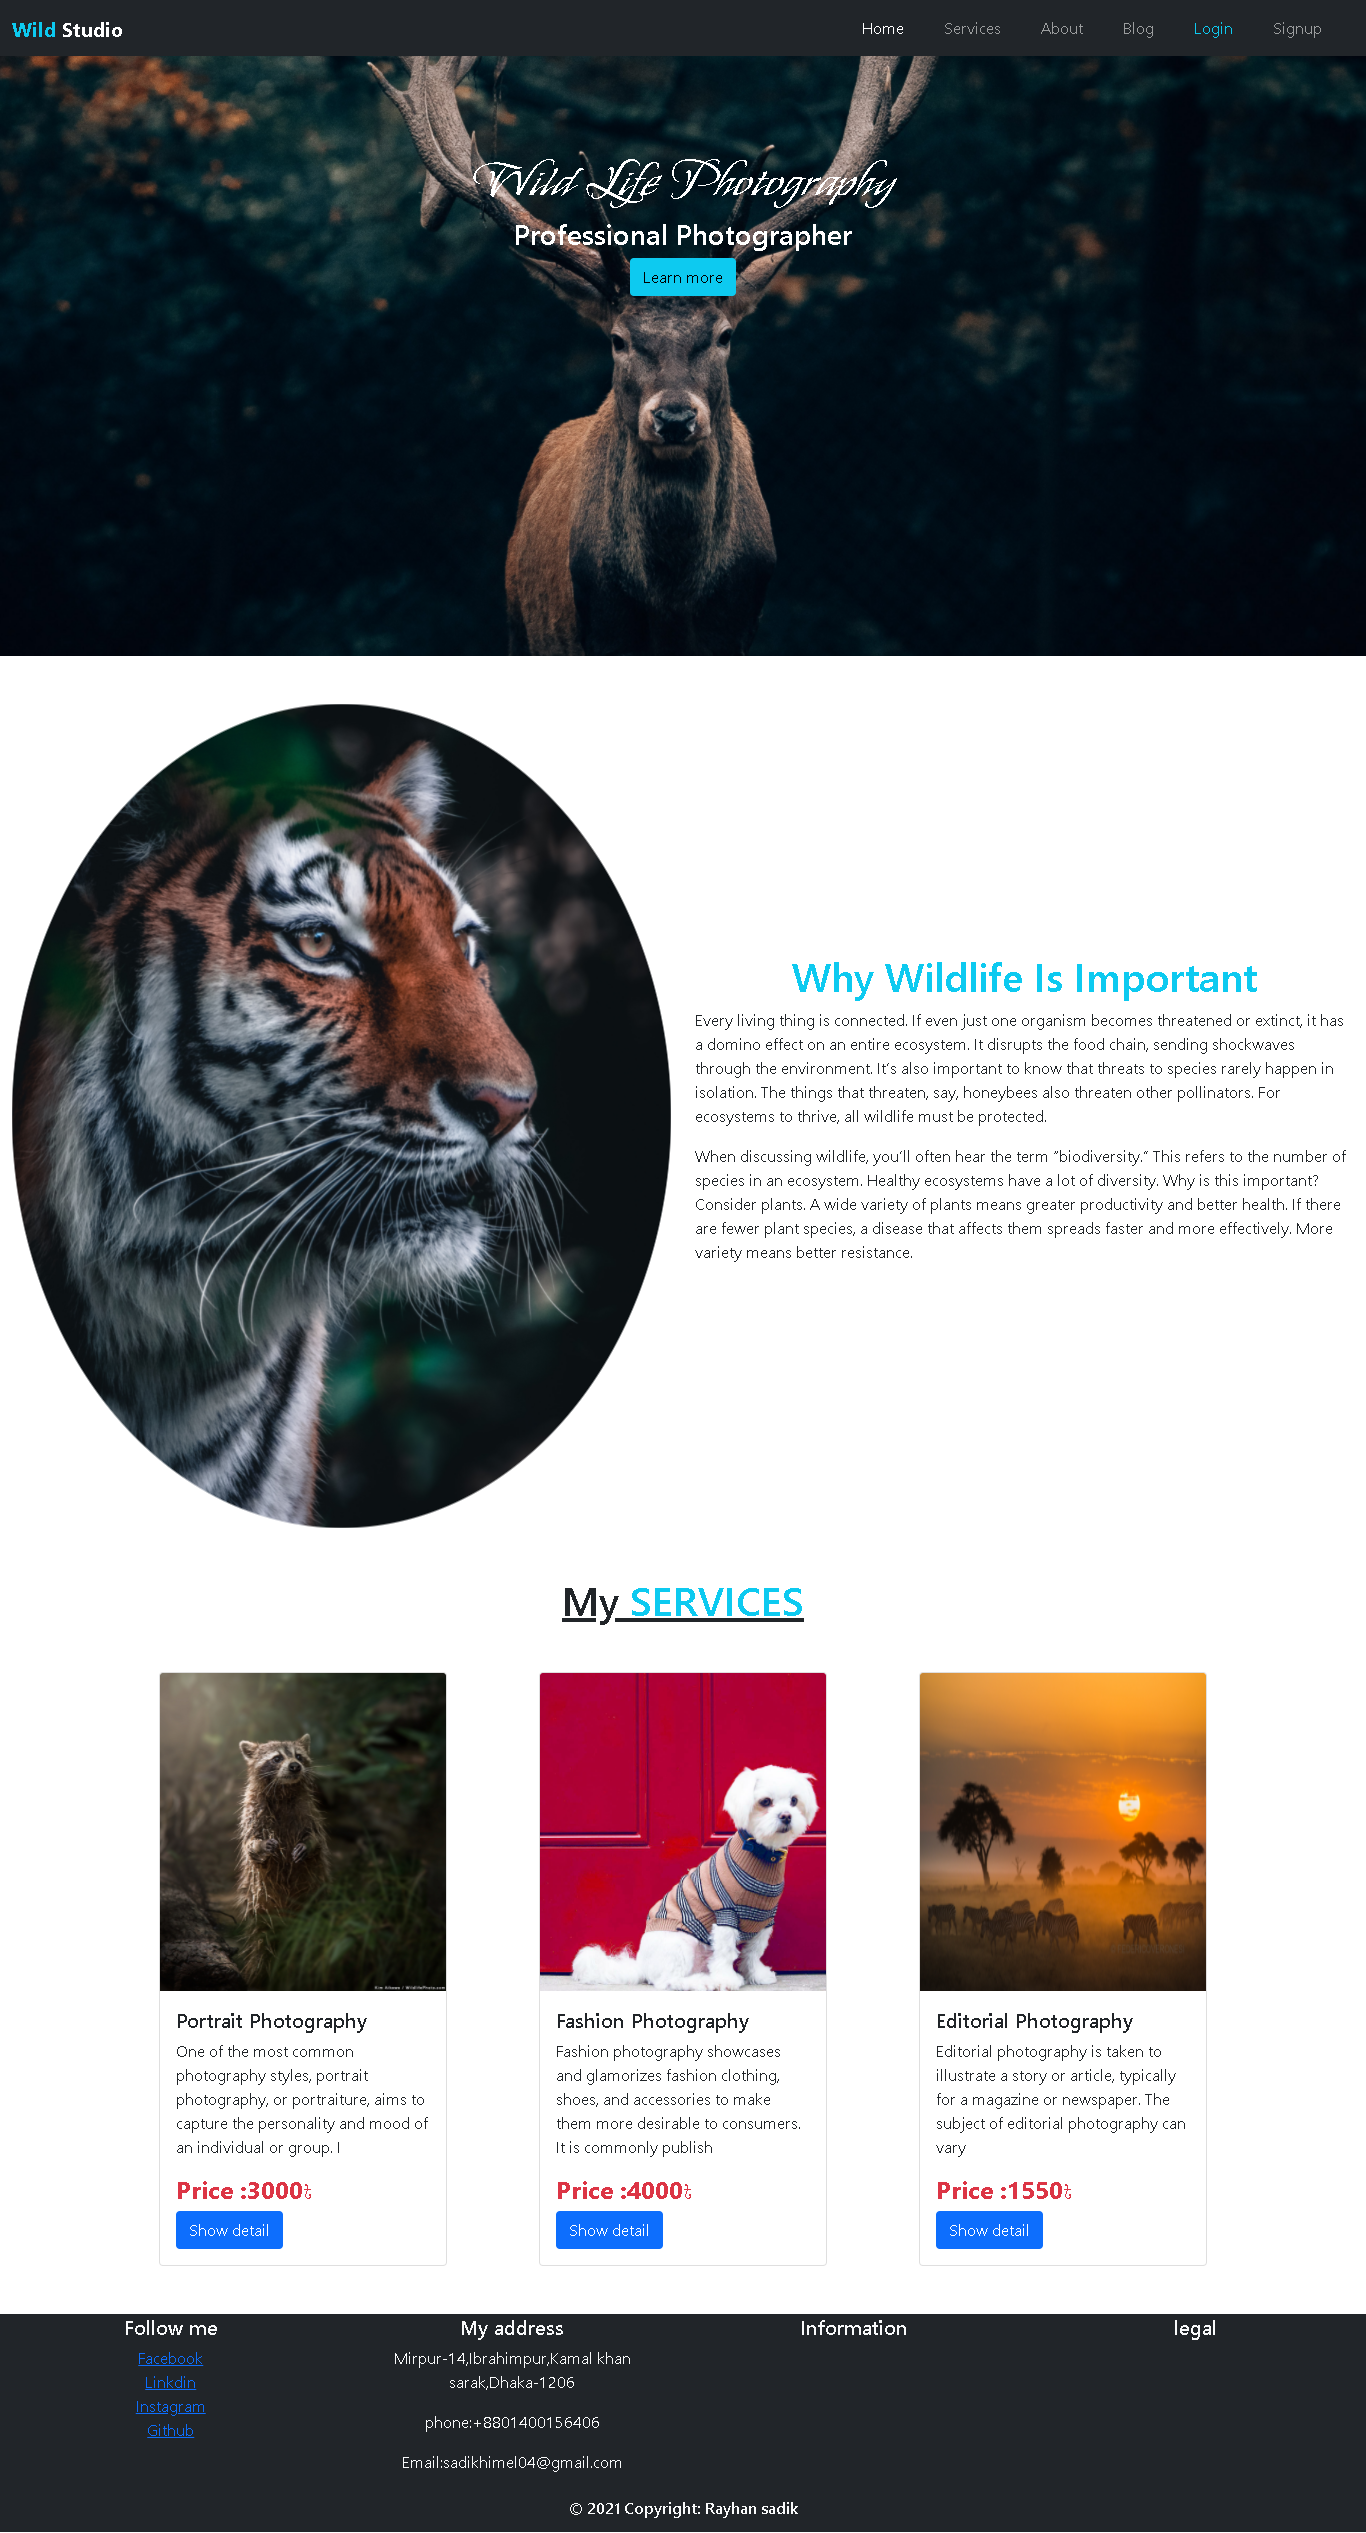 Wild Studio
Home Services About Blog Login Signup
Wild Life Photography
Professional Photographer
Learn more
Why Wildlife Is Important
Every living thing is connected. If even just one organism becomes threatened or extinct, it has
a domino effect on an entire ecosystem. It disrupts the food chain, sending shockwaves
through the environment. It's also important to know that threats to species rarely happen in
isolation. The things that threaten, say, honeybees also threaten other pollinators. For
ecosystems to thrive, all wildlife must be protected.
When discussing wildlife, you'll often hear the term "biodiversity." This refers to the number of
species in an ecosystem. Healthy ecosystems have a lot of diversity. Why is this important?
Consider plants. A wide variety of plants means greater productivity and better health. If there
are fewer plant species, a disease that affects them spreads faster and more effectively. More
variety means better resistance.
My SERVICES
Portrait Photography
One of the most common
photography styles, portrait
photography, or portraiture, aims to
capture the personality and mood of
an individual or group. I
Price :3000৳
Show detail
Fashion Photography
Fashion photography showcases
and glamorizes fashion clothing,
shoes, and accessories to make
them more desirable to consumers.
It is commonly publish
Price :4000৳
Show detail
Editorial Photography
Editorial photography is taken to
illustrate a story or article, typically
for a magazine or newspaper. The
subject of editorial photography can
vary
Price :1550৳
Show detail
Follow me
Facebook
Linkdin
Instagram
Github
My address
Mirpur-14,Ibrahimpur,Kamal khan
sarak,Dhaka-1206
phone:+8801400156406
Email:sadikhimel04@gmail.com
Information
legal
© 2021 Copyright: Rayhan sadik